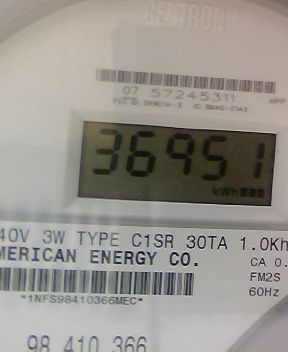 CENTRON®
07 57245311
36951
kWh
40V 3W TYPE C1SR 30TA 1.0Kh
MERICAN ENERGY CO.
CA 0.
FM2S
60Hz
*1NFS98410366MEC*
98 410 366